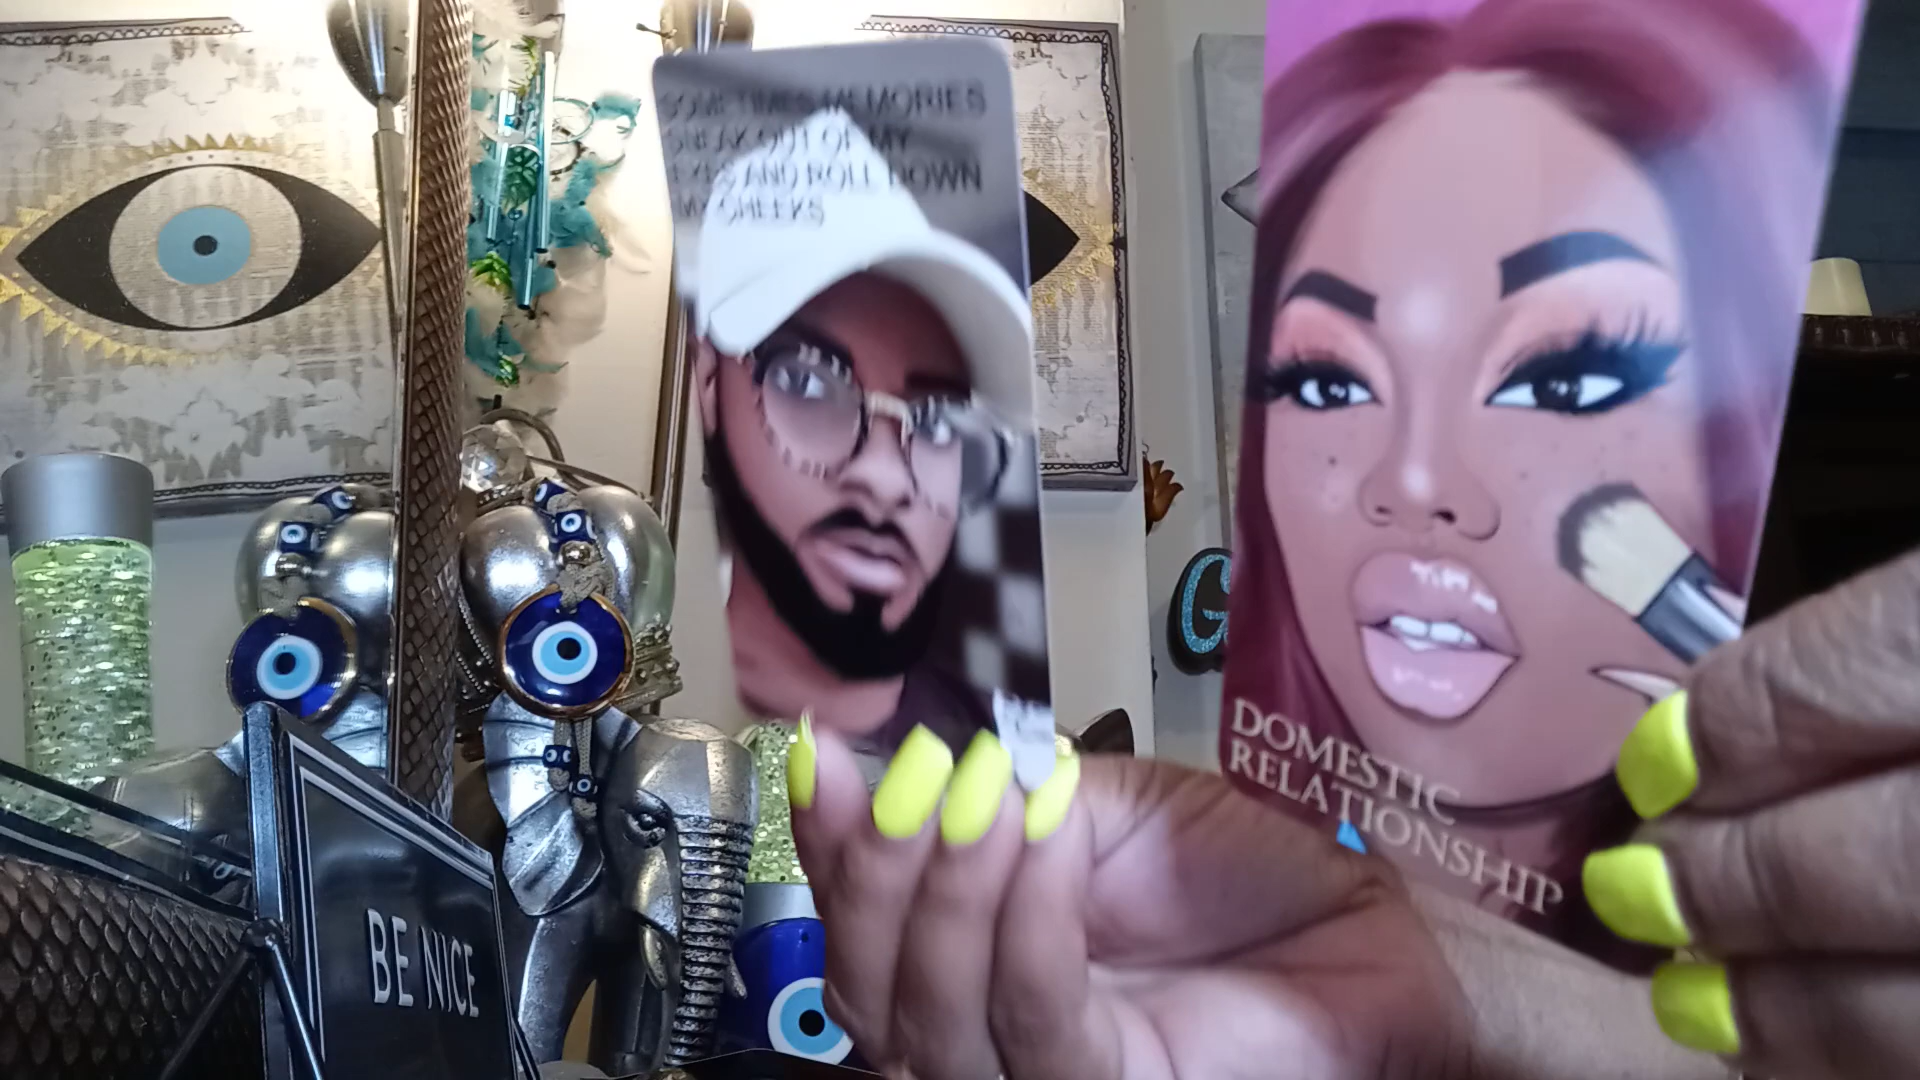 SOMETIMES MEMORIES
SNEAK OUT OF MY
EYES AND ROLL DOWN
MY CHEEKS
DOMESTIC
RELATIONSHIP
BE NICE
G